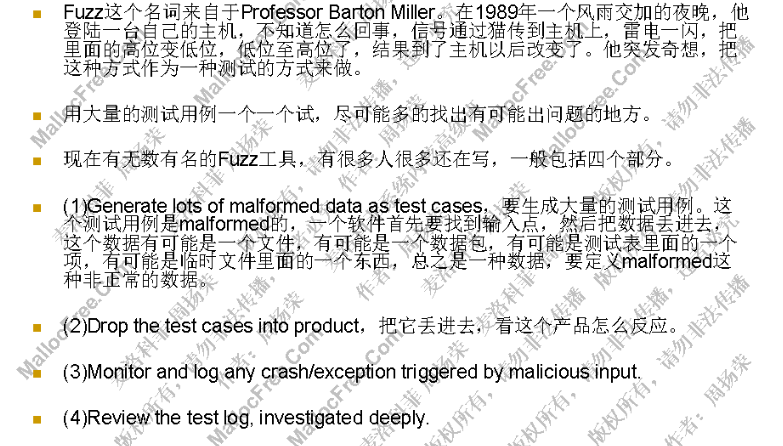 Fuzz这个名词来自于Professor Barton Miller。在1989年一个风雨交加的夜晚，他
登陆一台自己的主机，不知道怎么回事，信号通过猫传到主机上，雷电一闪，把
里面的高位变低位，低位至高位了，结果到了主机以后改变了。他突发奇想，把
这种方式作为一种测试的方式来做。
用大量的测试用例一个一个试，尽可能多的找出有可能出问题的地方。
现在有无数有名的Fuzz工具，有很多人很多还在写，一般包括四个部分。
(1)Generate lots of malformed data as test cases，要生成大量的测试用例。这
个测试用例是malformed的，一个软件首先要找到输入点，然后把数据丢进去，
这个数据有可能是一个文件，有可能是一个数据包，有可能是测试表里面的一个
项，有可能是临时文件里面的一个东西，总之是一种数据，要定义malformed这
种非正常的数据。
(2)Drop the test cases into product，把它丢进去，看这个产品怎么反应。
(3)Monitor and log any crash/exception triggered by malicious input.
(4)Review the test log, investigated deeply.